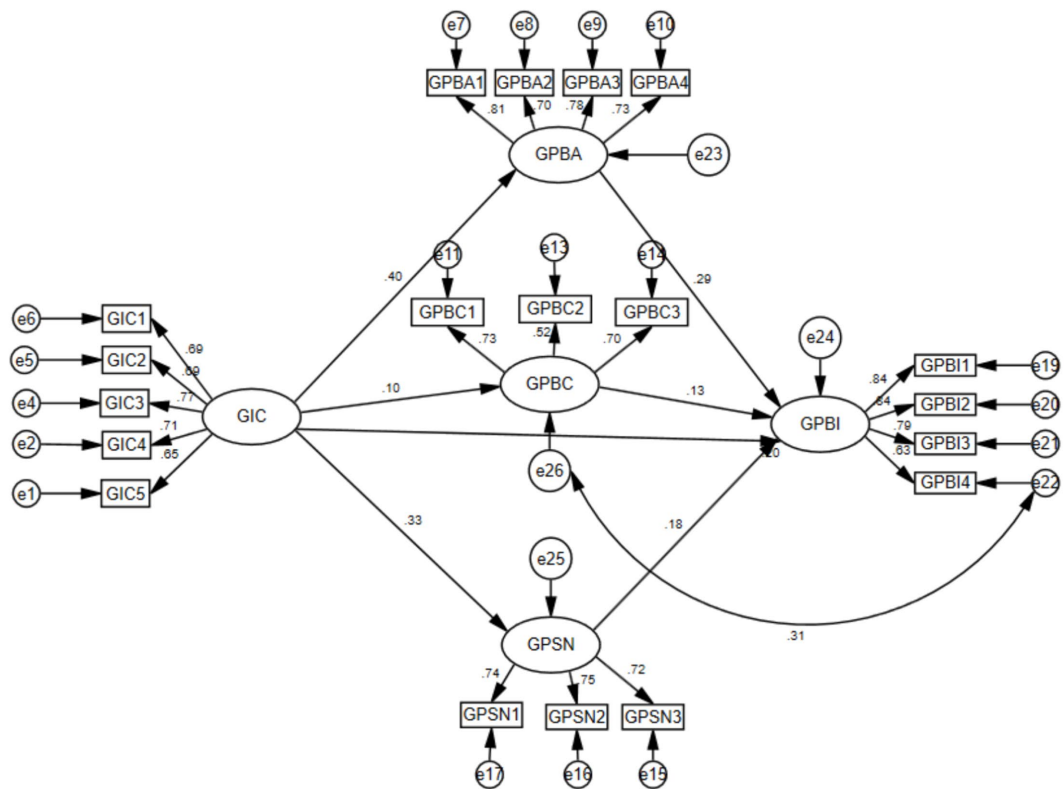 e7 e8 e9 e10
GPBA1 GPBA2 GPBA3 GPBA4
.81 .70 .78 .73
GPBA e23
e11 e13 e14
.40 .29
GPBC1 GPBC2 GPBC3
.73 .52 .70
e6 GIC1
e24
e5 GIC2 .69
.69
GPBC
GPBI1 e19
e4 GIC3 .77
.10 .13
.84
.84 GPBI2 e20
GIC
GPBI
.79 GPBI3 e21
e2 GIC4 .71
.20
.65
.63
e26
GPBI4 e22
e1 GIC5
.33 .18
e25
.31
GPSN
.74 .75 .72
GPSN1 GPSN2 GPSN3
e17 e16 e15